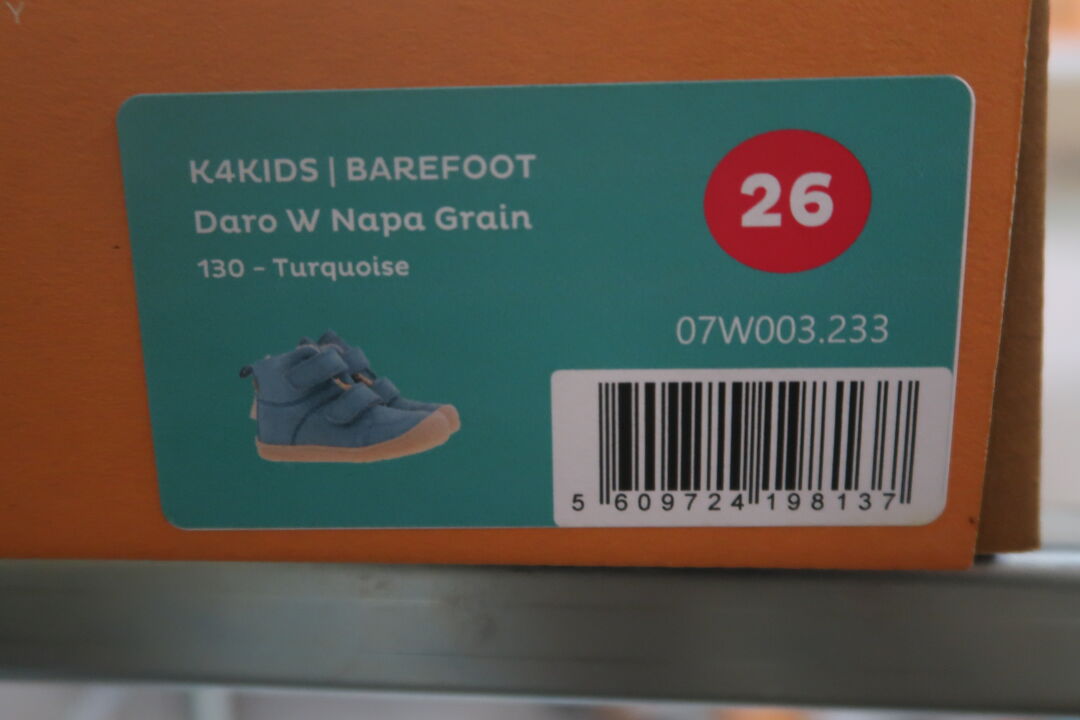 Y
K4KIDS | BAREFOOT
Daro W Napa Grain
130 - Turquoise
26
07W003.233
5 609724 198137